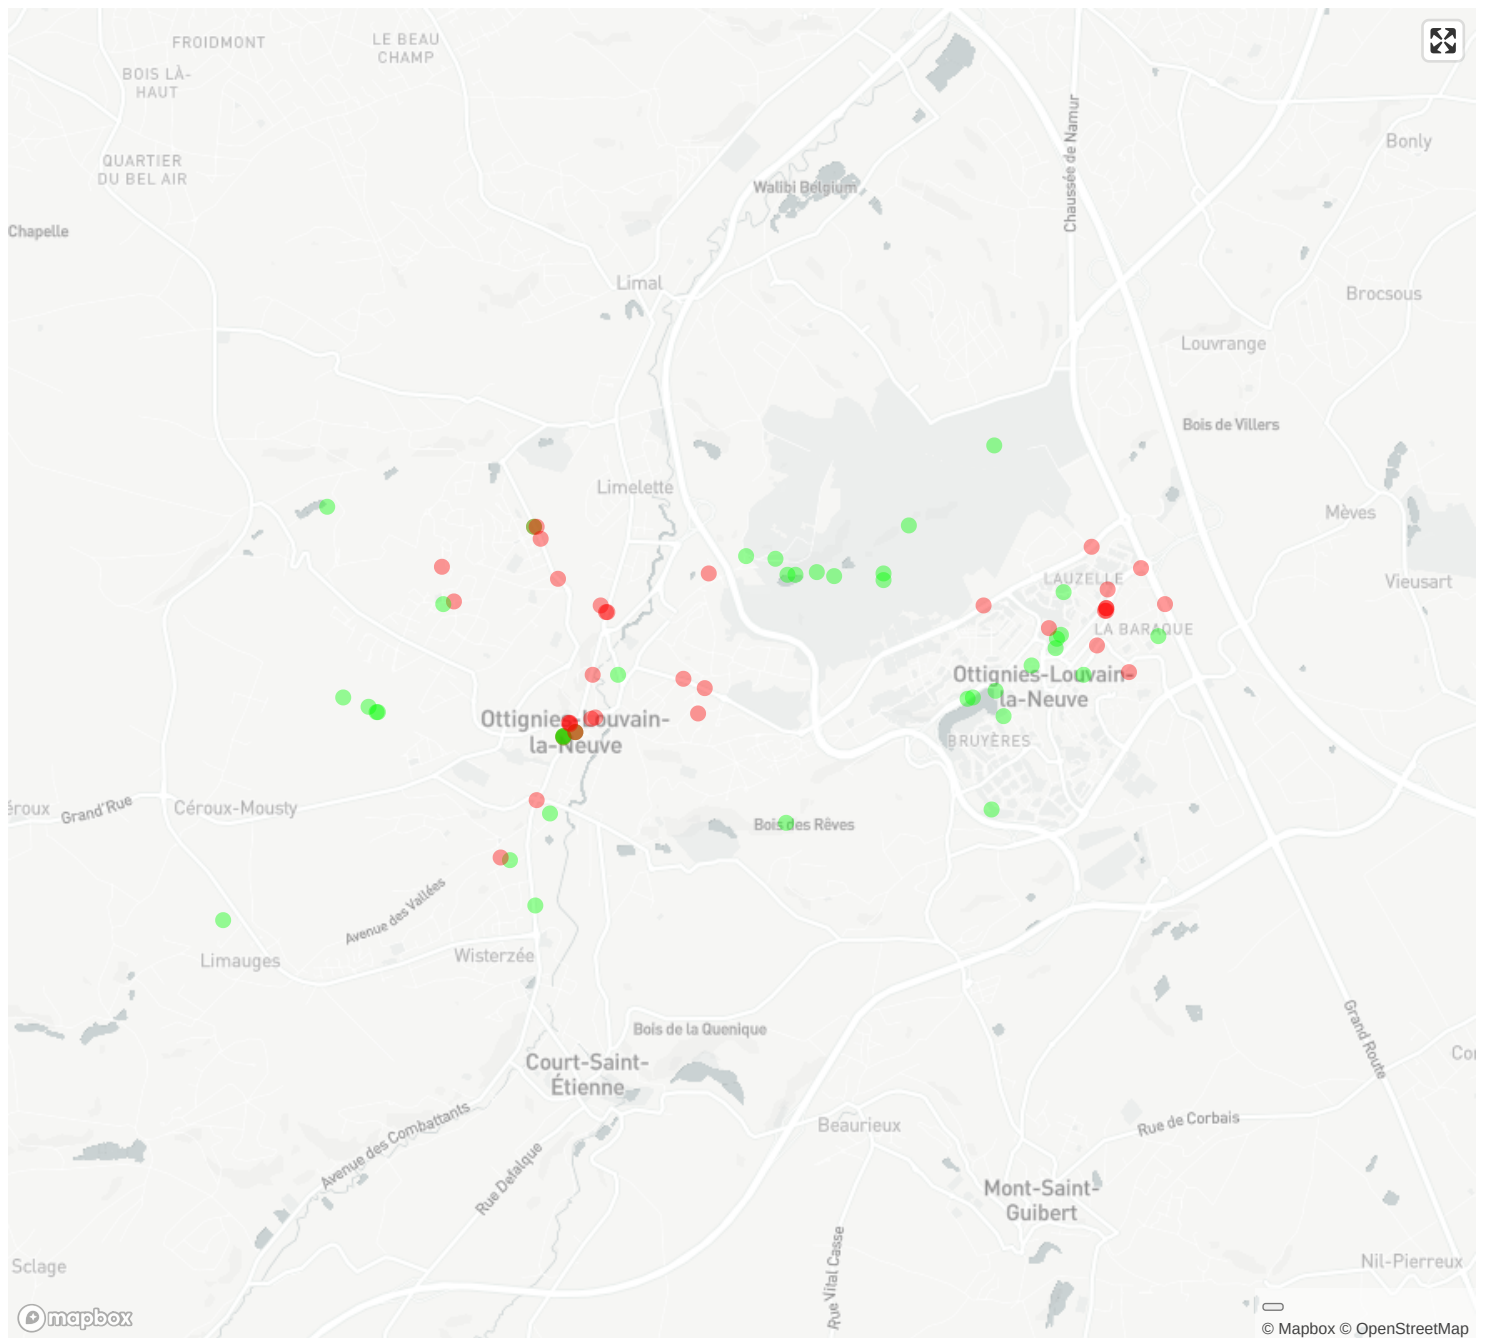 FROIDMONT
LE BEAU
CHAMP
BOIS LÀ-
HAUT
Chaussée de Namur
Bonly
QUARTIER
DU BEL AIR
Walibi Belgium
Chapelle
Limal
Brocsous
Louvrange
Bois de Villers
Limelette
Mèves
LAUZELLE
Vieusart
LA BARAQUE
Ottignies-Louvain-
la-Neuve
Ottignies-Louvain-
la-Neuve
BRUYÈRES
éroux
Grand'Rue
Céroux-Mousty
Bois des Rêves
Avenue des Vallées
Wisterzée
Limauges
Bois de la Quenique
Grand Route
Cor
Court-Saint-
Étienne
Avenue des Combattants
Rue Defalque
Beaurieux
Rue de Corbais
Mont-Saint-
Guibert
Rue Vital Casse
Sclage
Nil-Pierreux
mapbox
© Mapbox © OpenStreetMap